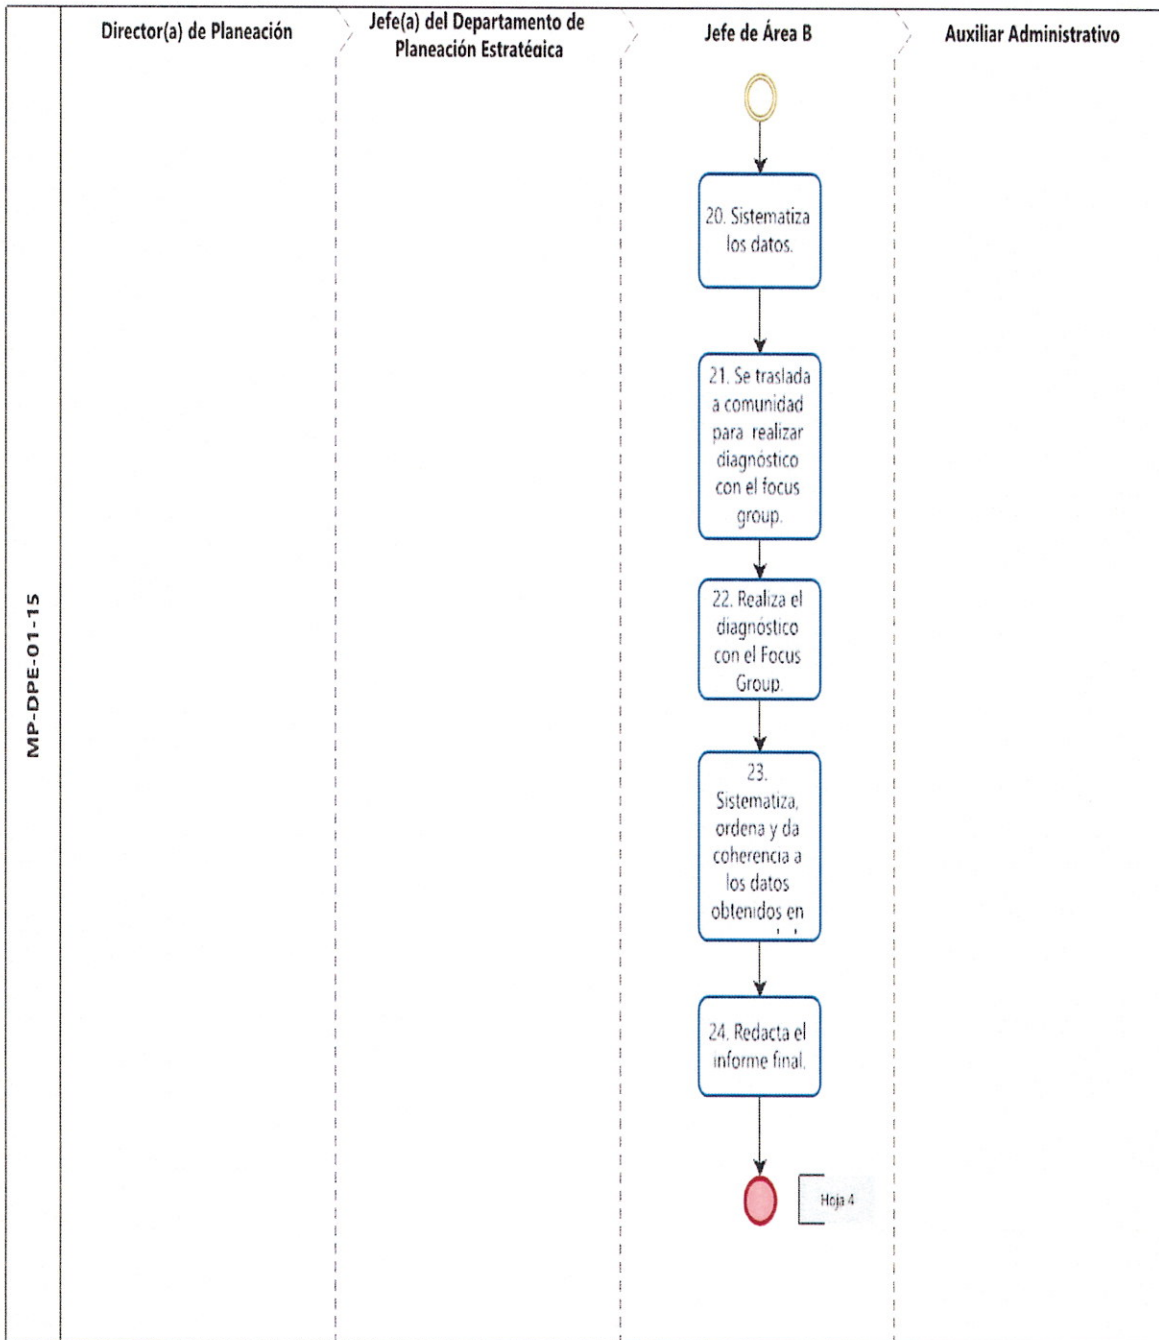 Director(a) de Planeación
Jefe(a) del Departamento de
Planeación Estratégica
Jefe de Área B
Auxiliar Administrativo
MP-DPE-01-15
20. Sistematiza
los datos.
21. Se traslada
a comunidad
para realizar
diagnóstico
con el focus
group.
22. Realiza el
diagnóstico
con el Focus
Group.
23.
Sistematiza,
ordena y da
coherencia a
los datos
obtenidos en
24. Redacta el
informe final.
Hoja 4